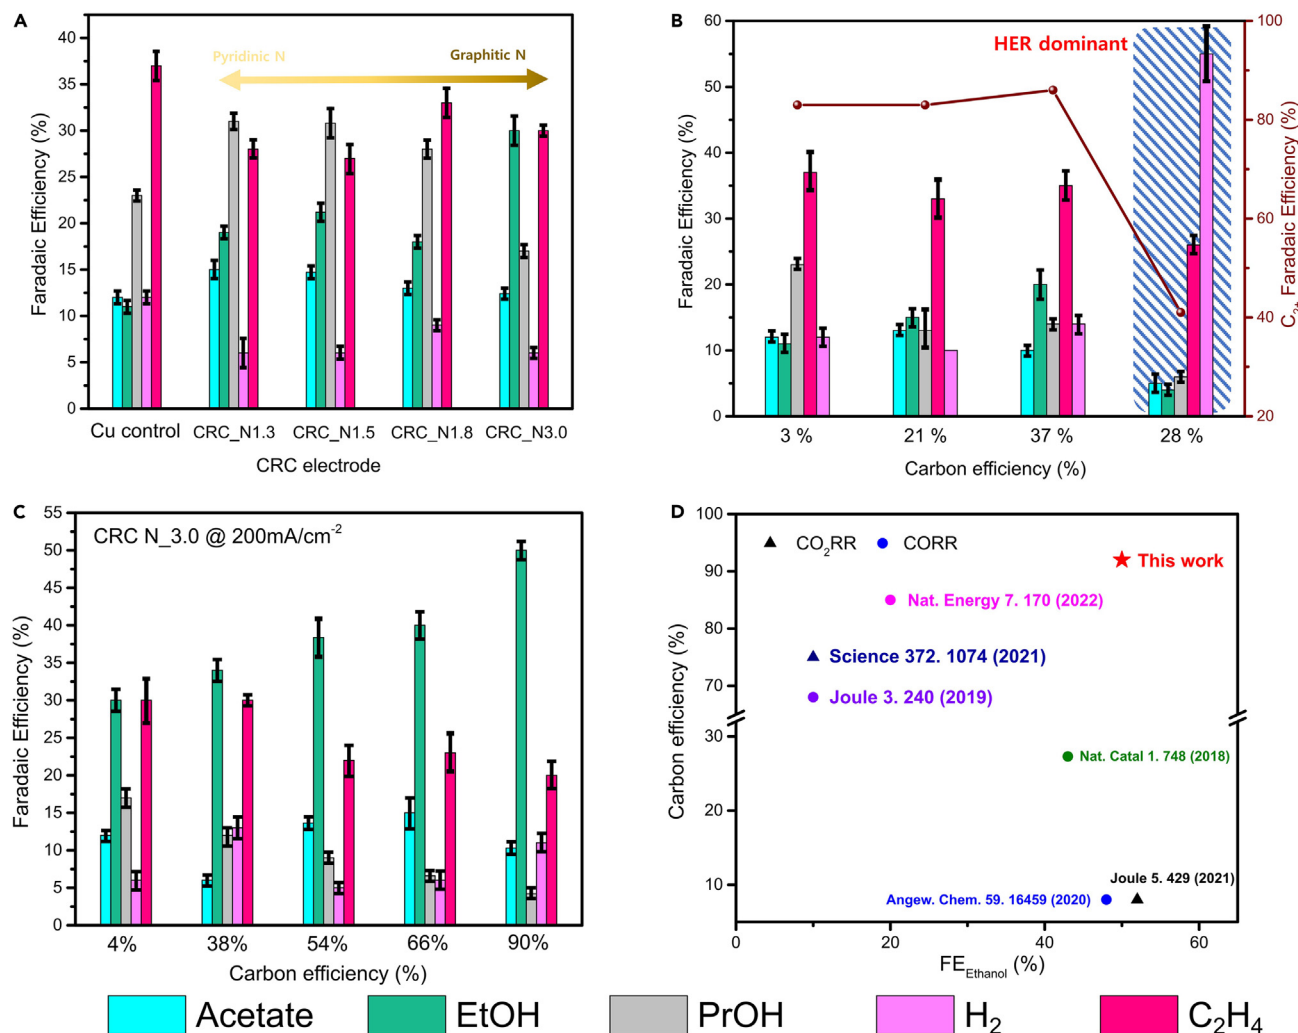 A
Pyridinic N
Graphitic N
Faradaic Efficiency (%)
40
35
30
25
20
15
10
5
0
Cu control
CRC_N1.3
CRC_N1.5
CRC_N1.8
CRC_N3.0
CRC electrode
B
HER dominant
Faradaic Efficiency (%)
60
50
40
30
20
10
0
100
80
60
40
20
C2+ Faradaic Efficiency (%)
3 %
21 %
37 %
28 %
Carbon efficiency (%)
C
CRC N_3.0 @ 200mA/cm-2
Faradaic Efficiency (%)
55
50
45
40
35
30
25
20
15
10
5
0
4%
38%
54%
66%
90%
Carbon efficiency (%)
D
CO2RR
CORR
This work
Nat. Energy 7. 170 (2022)
Science 372. 1074 (2021)
Joule 3. 240 (2019)
Nat. Catal 1. 748 (2018)
Joule 5. 429 (2021)
Angew. Chem. 59. 16459 (2020)
Carbon efficiency (%)
100
90
80
70
30
20
10
0
20
40
60
FEEthanol (%)
Acetate
EtOH
PrOH
H2
C2H4